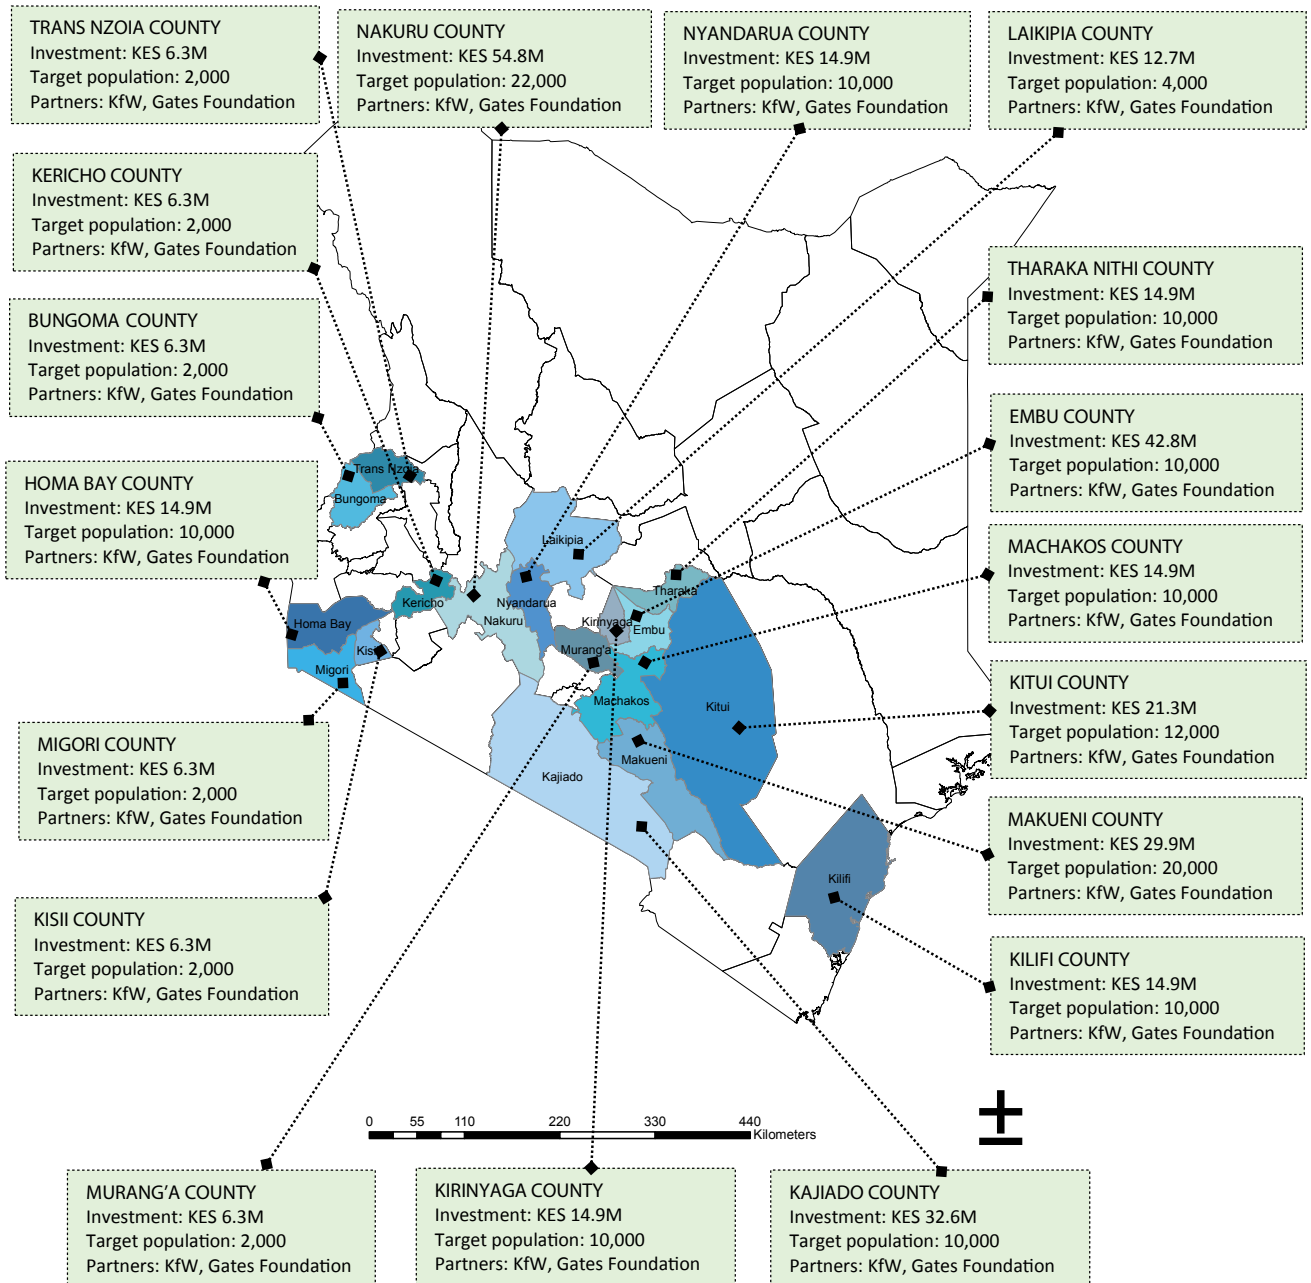 TRANS NZOIA COUNTY
Investment: KES 6.3M
Target population: 2,000
Partners: KfW, Gates Foundation
NAKURU COUNTY
Investment: KES 54.8M
Target population: 22,000
Partners: KfW, Gates Foundation
NYANDARUA COUNTY
Investment: KES 14.9M
Target population: 10,000
Partners: KfW, Gates Foundation
LAIKIPIA COUNTY
Investment: KES 12.7M
Target population: 4,000
Partners: KfW, Gates Foundation
KERICHO COUNTY
Investment: KES 6.3M
Target population: 2,000
Partners: KfW, Gates Foundation
THARAKA NITHI COUNTY
Investment: KES 14.9M
Target population: 10,000
Partners: KfW, Gates Foundation
BUNGOMA COUNTY
Investment: KES 6.3M
Target population: 2,000
Partners: KfW, Gates Foundation
EMBU COUNTY
Investment: KES 42.8M
Target population: 10,000
Partners: KfW, Gates Foundation
HOMA BAY COUNTY
Investment: KES 14.9M
Target population: 10,000
Partners: KfW, Gates Foundation
MACHAKOS COUNTY
Investment: KES 14.9M
Target population: 10,000
Partners: KfW, Gates Foundation
Trans Nzoia
Bungoma
Laikipia
Tharaka
Kericho
Nyandarua
Nakuru
Kirinyaga
Embu
Homa Bay
Murang'a
Migori
Machakos
Kitui
Makueni
Kajiado
Kilifi
KITUI COUNTY
Investment: KES 21.3M
Target population: 12,000
Partners: KfW, Gates Foundation
MIGORI COUNTY
Investment: KES 6.3M
Target population: 2,000
Partners: KfW, Gates Foundation
MAKUENI COUNTY
Investment: KES 29.9M
Target population: 20,000
Partners: KfW, Gates Foundation
KISII COUNTY
Investment: KES 6.3M
Target population: 2,000
Partners: KfW, Gates Foundation
KILIFI COUNTY
Investment: KES 14.9M
Target population: 10,000
Partners: KfW, Gates Foundation
0 55 110 220 330 440
Kilometers
±
MURANG'A COUNTY
Investment: KES 6.3M
Target population: 2,000
Partners: KfW, Gates Foundation
KIRINYAGA COUNTY
Investment: KES 14.9M
Target population: 10,000
Partners: KfW, Gates Foundation
KAJIADO COUNTY
Investment: KES 32.6M
Target population: 10,000
Partners: KfW, Gates Foundation